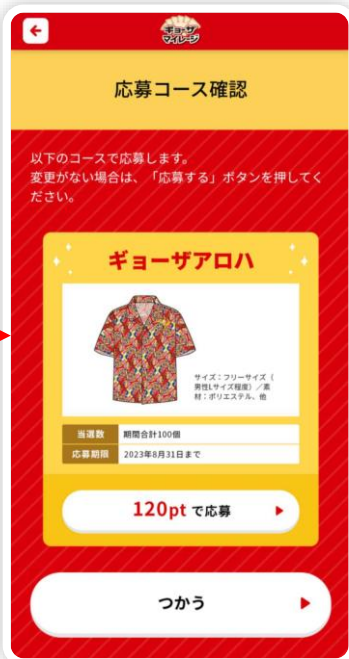 ギョーザ
マイレージ
応募コース確認
以下のコースで応募します。
変更がない場合は、「応募する」ボタンを押してく
ださい。
ギョーザアロハ
サイズ：フリーサイズ（
男性Lサイズ程度）／素
材：ポリエステル、他
当選数 期間合計100個
応募期限 2023年8月31日まで
120pt で応募
つかう